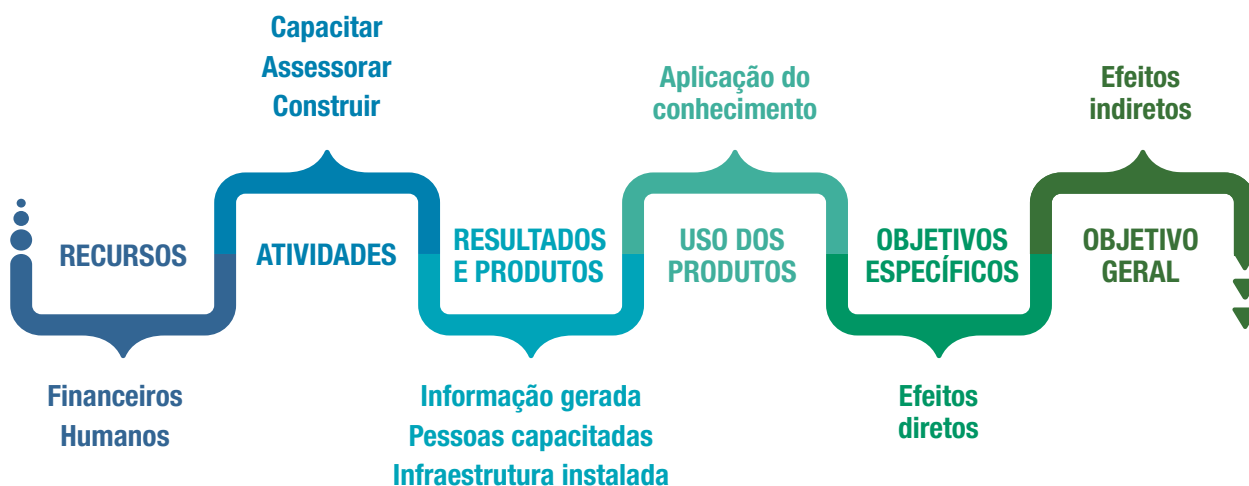 Capacitar
Assessorar
Construir
Aplicação do
conhecimento
Efeitos
indiretos
RECURSOS
ATIVIDADES
RESULTADOS
E PRODUTOS
USO DOS
PRODUTOS
OBJETIVOS
ESPECÍFICOS
OBJETIVO
GERAL
Financeiros
Humanos
Informação gerada
Pessoas capacitadas
Infraestrutura instalada
Efeitos
diretos